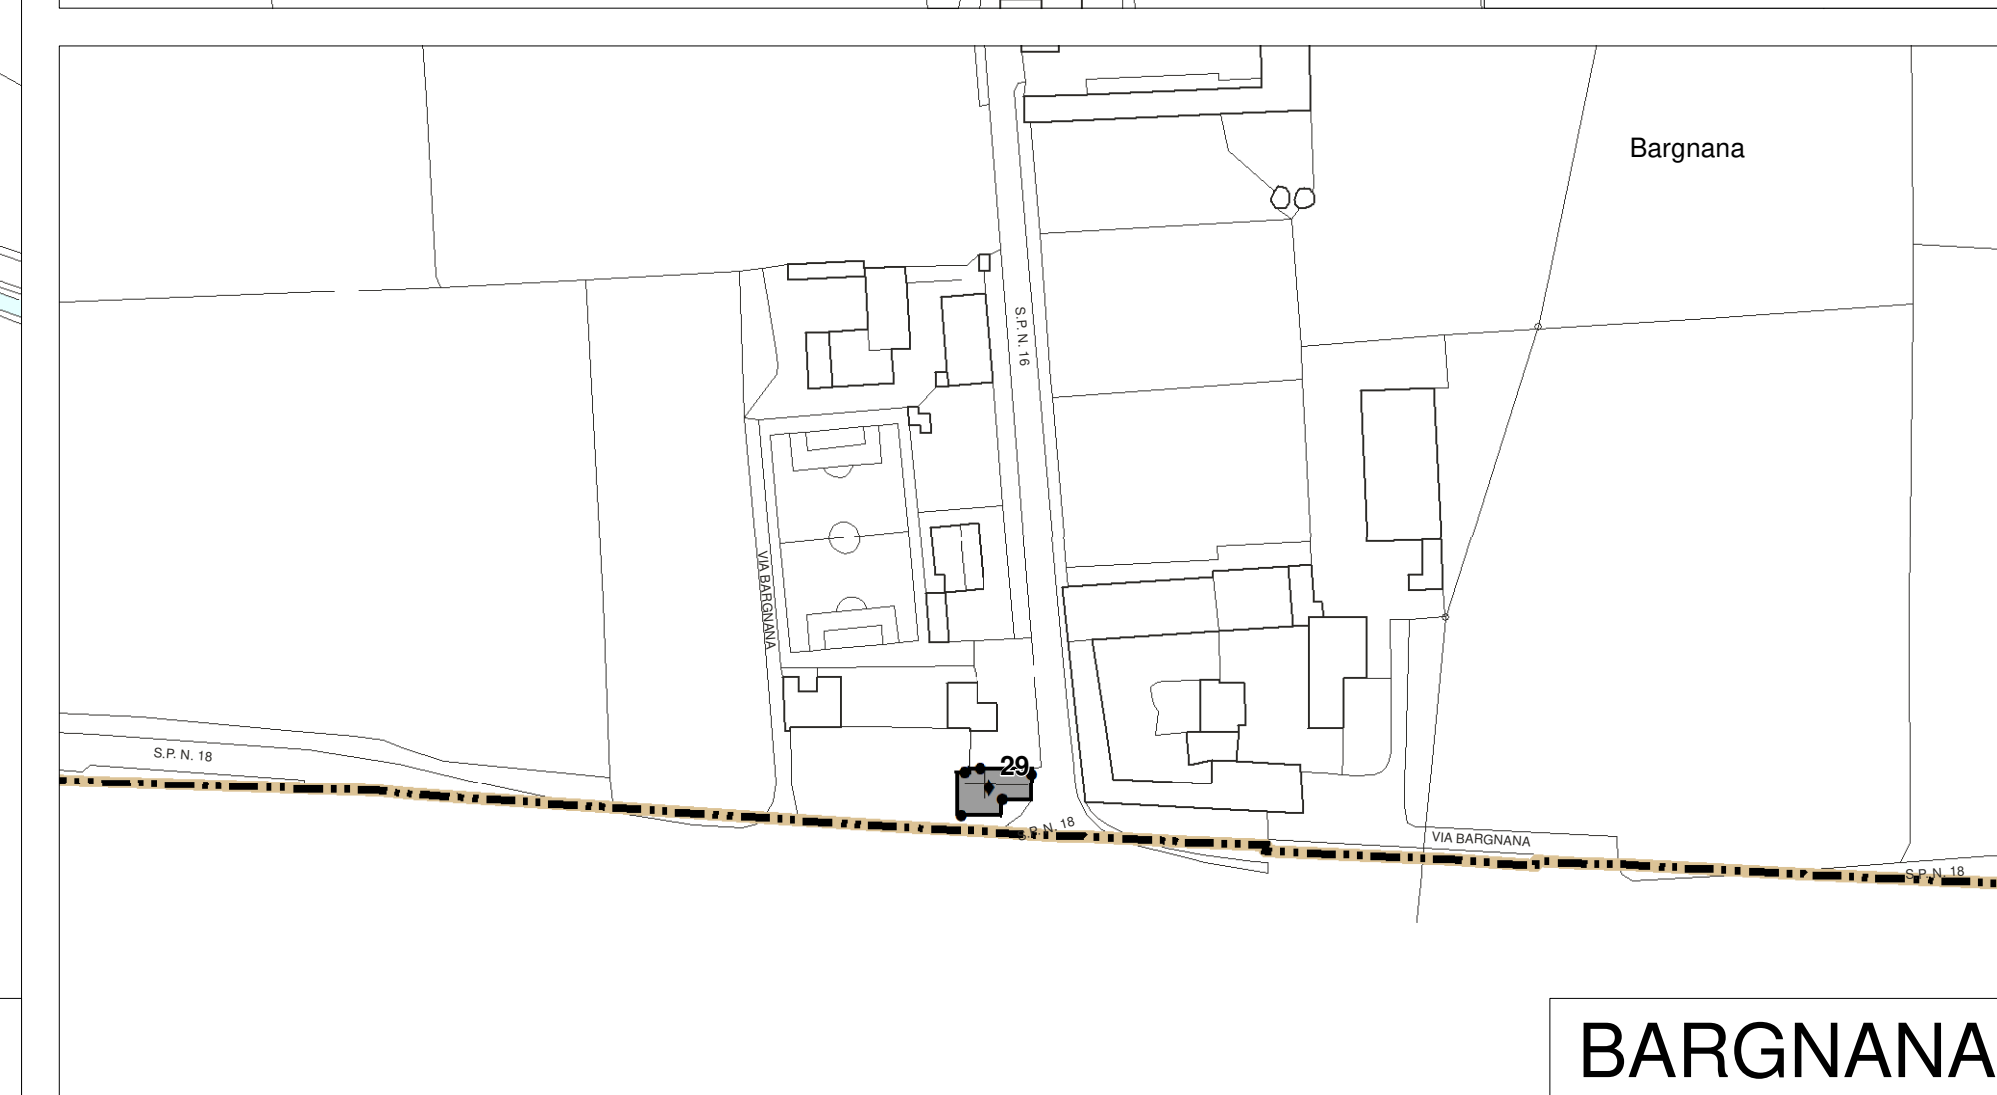 Bargnana
S.P. N. 16
VIA BARGNANA
S.P. N. 18
29
S.P. N. 18
VIA BARGNANA
S.P. N. 18
BARGNANA